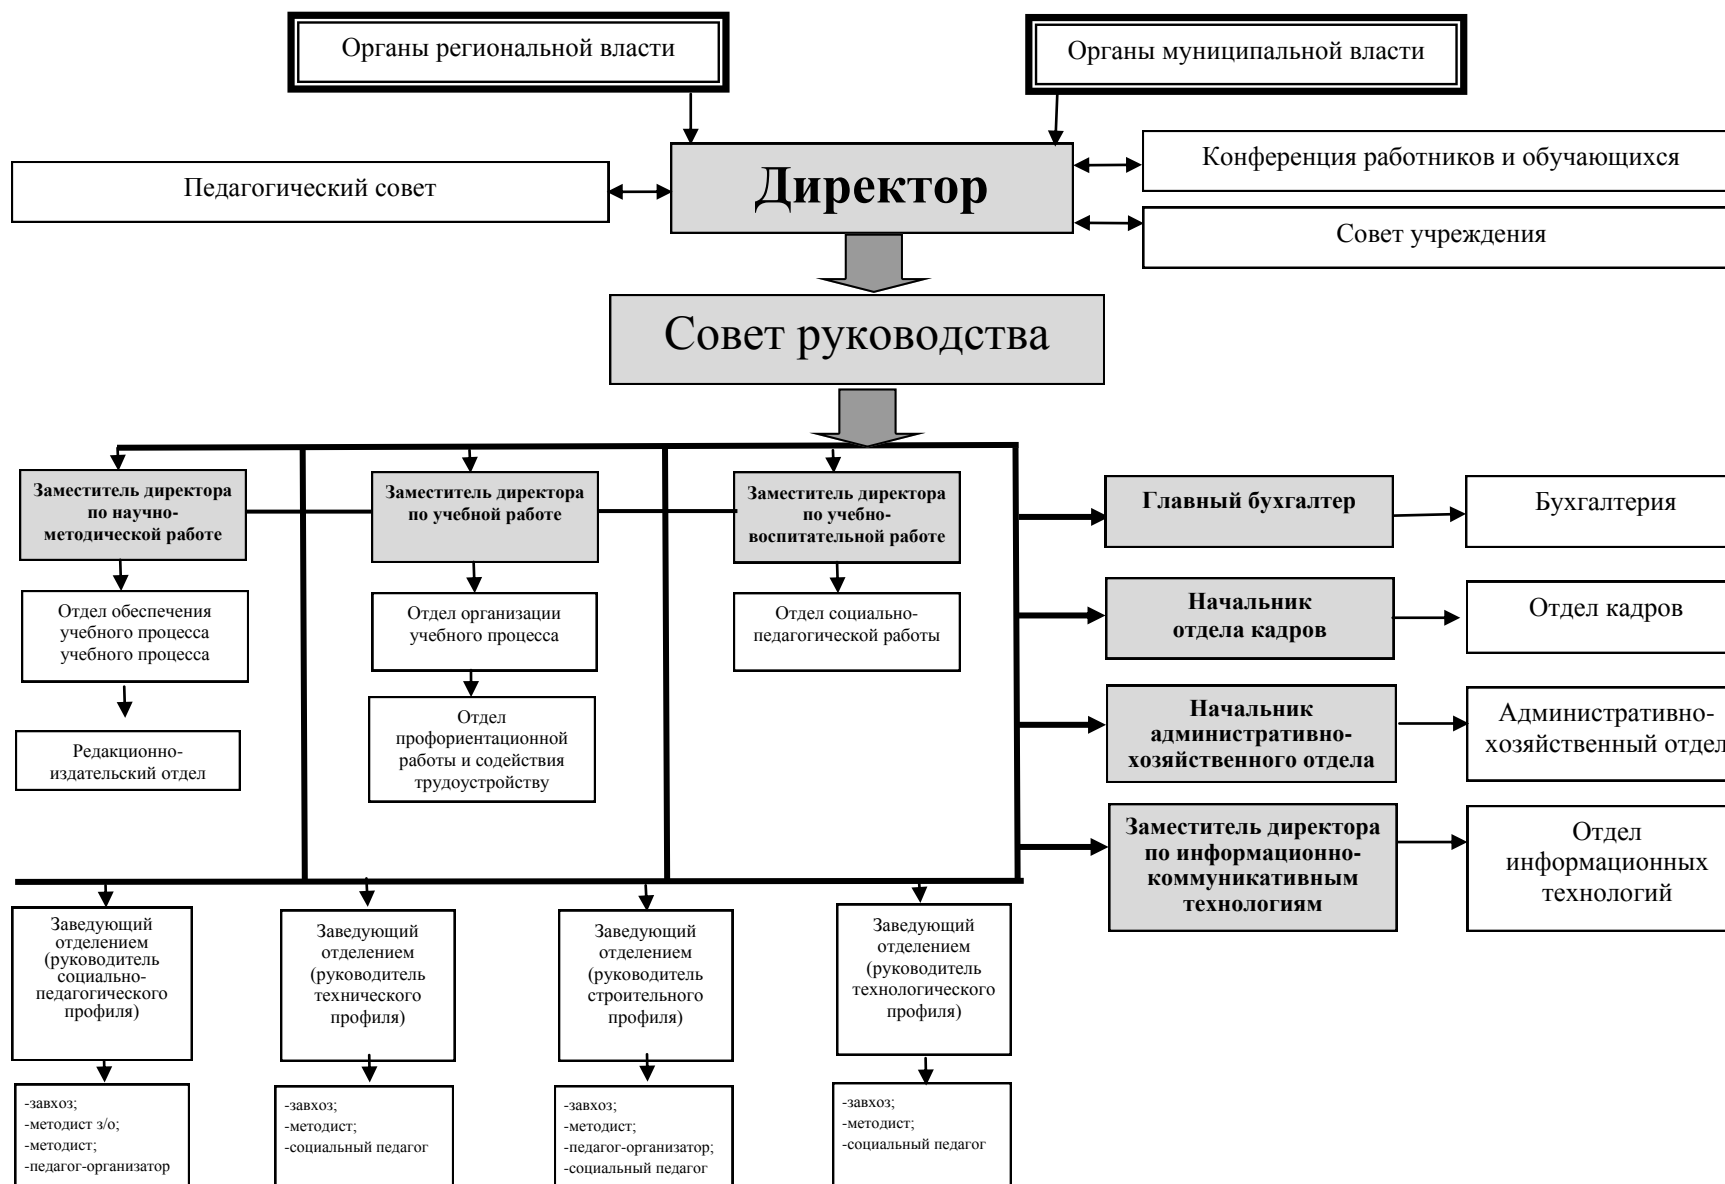 Органы региональной власти
Органы муниципальной власти
Педагогический совет
Директор
Конференция работников и обучающихся
Совет учреждения
Совет руководства
Заместитель директора
по научно-
методической работе
Заместитель директора
по учебной работе
Заместитель директора
по учебно-
воспитательной работе
Главный бухгалтер
Бухгалтерия
Отдел обеспечения
учебного процесса
учебного процесса
Отдел организации
учебного процесса
Отдел социально-
педагогической работы
Начальник
отдела кадров
Отдел кадров
Редакционно-
издательский отдел
Отдел
профориентационной
работы и содействия
трудоустройству
Начальник
административно-
хозяйственного отдела
Административно-
хозяйственный отдел
Заместитель директора
по информационно-
коммуникативным
технологиям
Отдел
информационных
технологий
Заведующий
отделением
(руководитель
социально-
педагогического
профиля)
Заведующий
отделением
(руководитель
технического
профиля)
Заведующий
отделением
(руководитель
строительного
профиля)
Заведующий
отделением
(руководитель
технологического
профиля)
-завхоз;
-методист з/о;
-методист;
-педагог-организатор
-завхоз;
-методист;
-социальный педагог
-завхоз;
-методист;
-педагог-организатор;
-социальный педагог
-завхоз;
-методист;
-социальный педагог